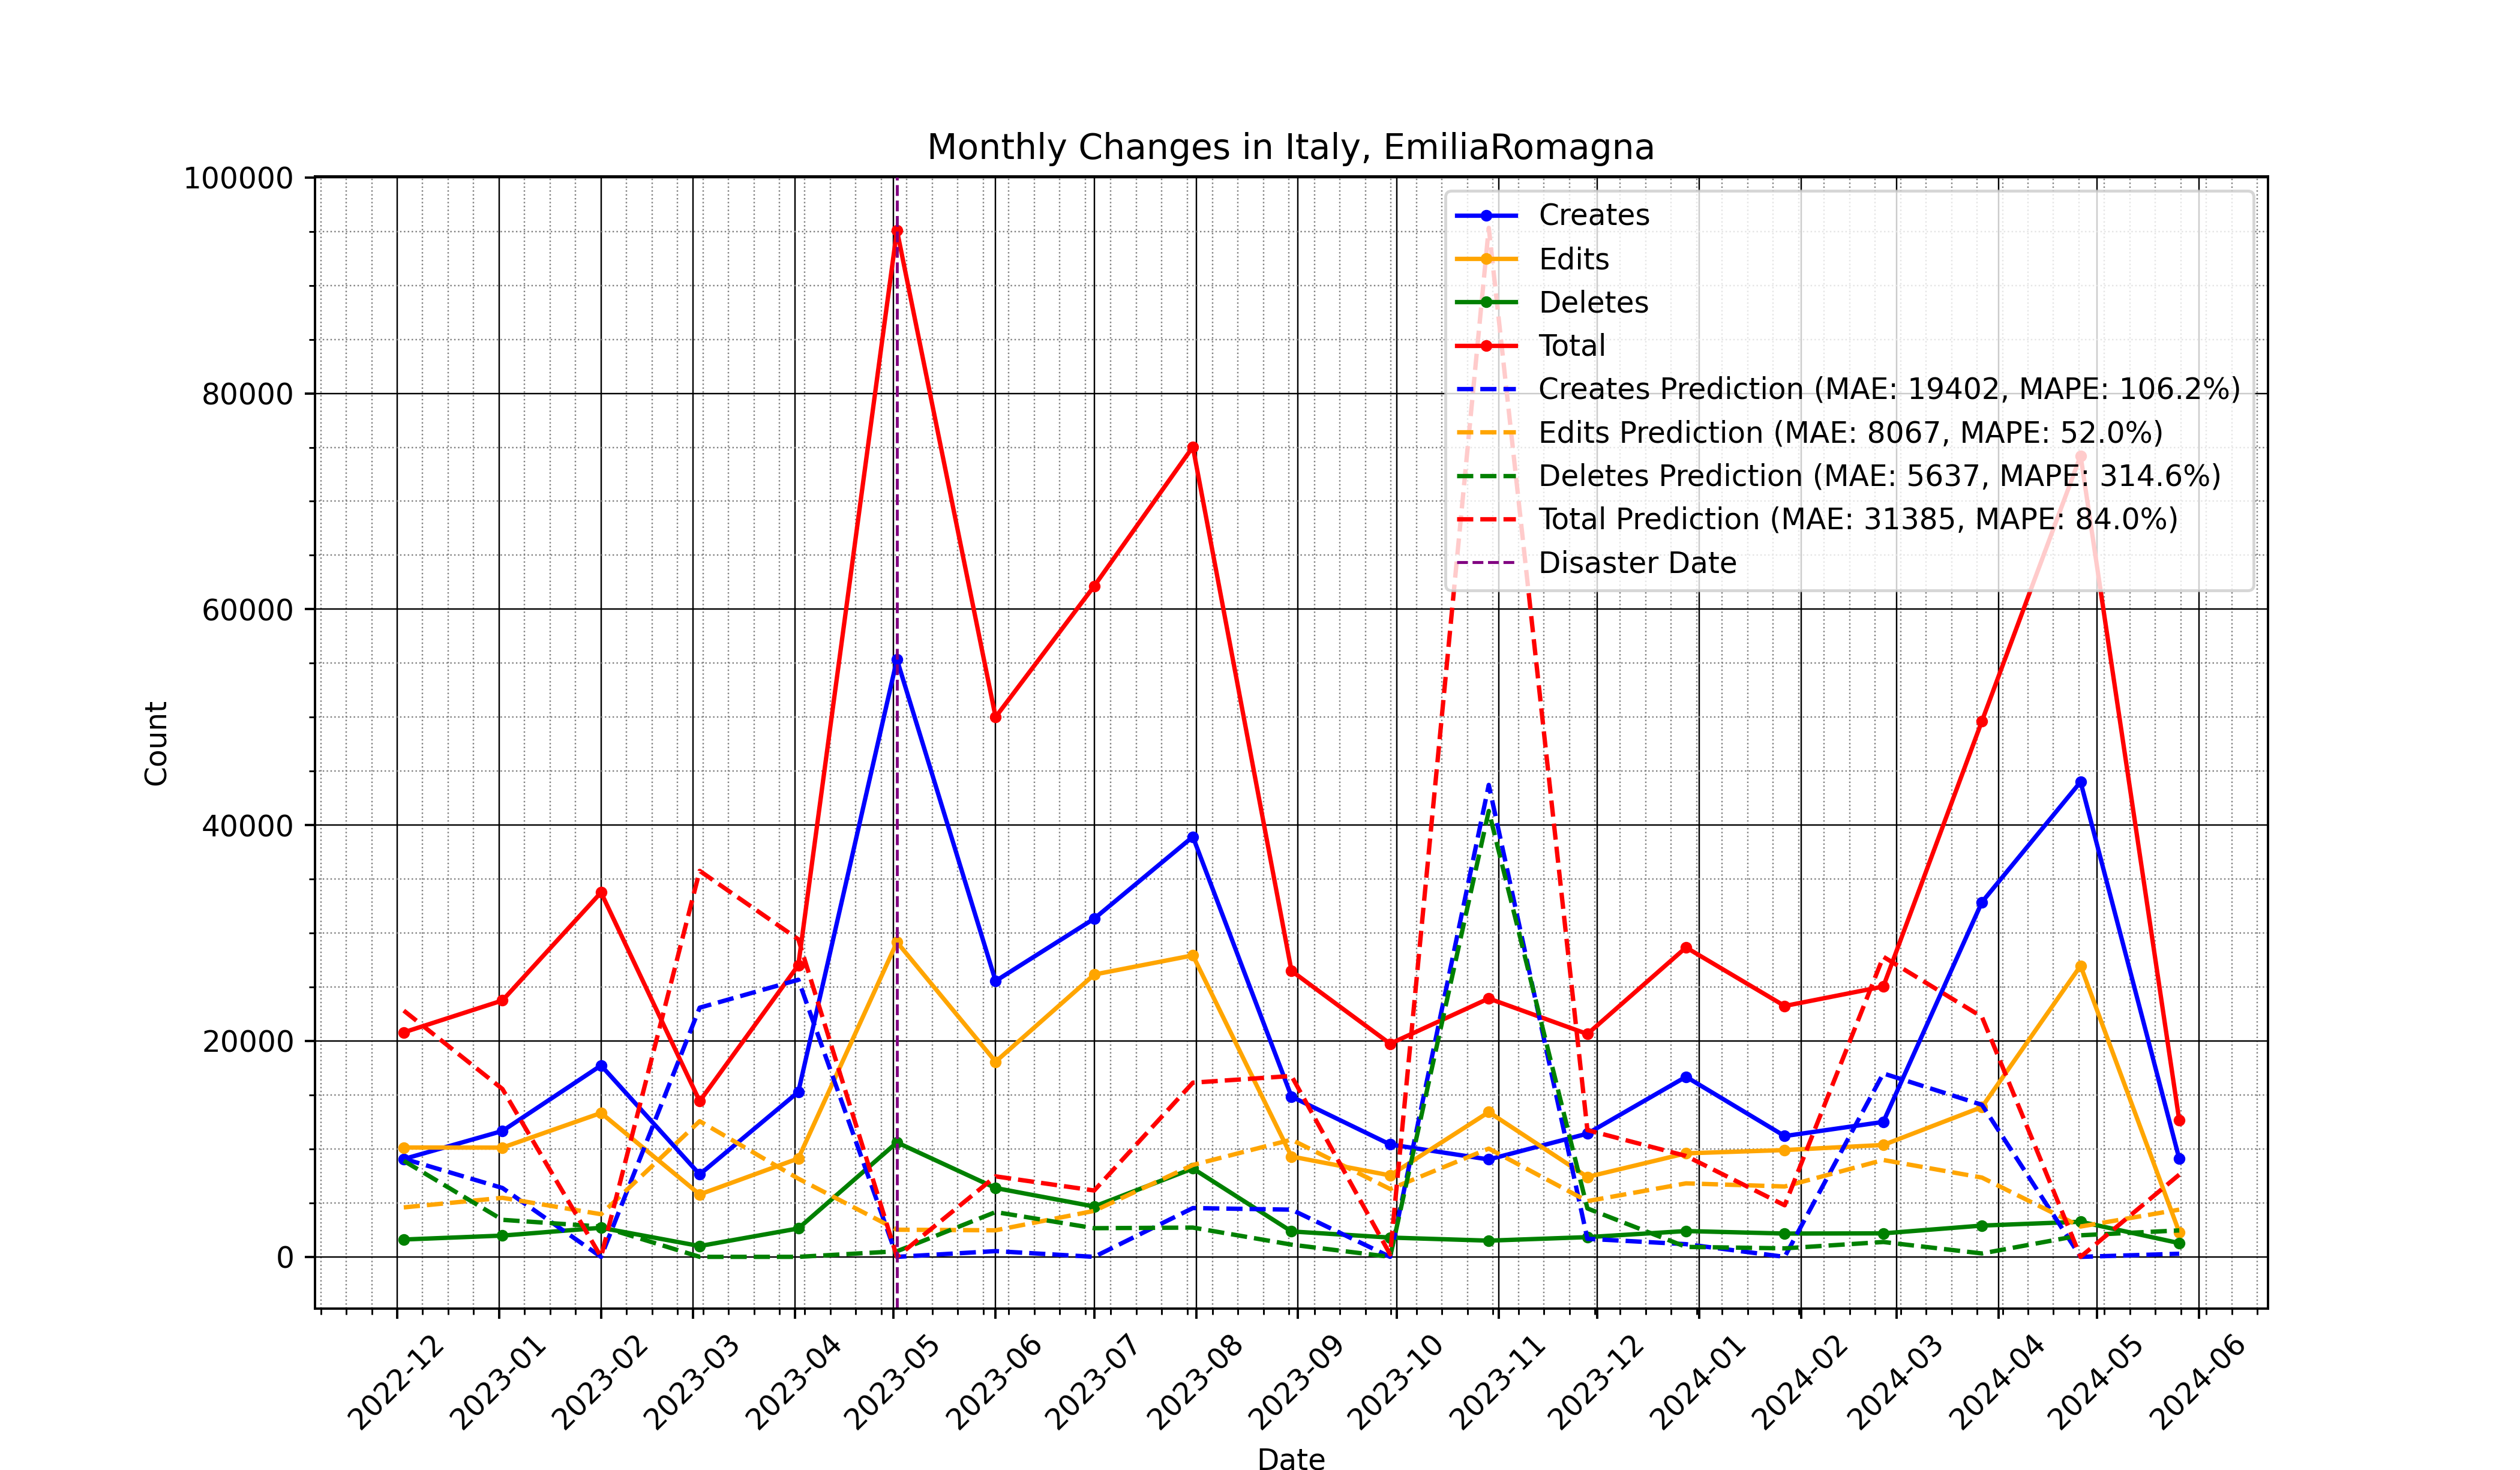 Monthly Changes in Italy, EmiliaRomagna
100000
80000
60000
40000
20000
0
Count
Creates
Edits
Deletes
Total
Creates Prediction (MAE: 19402, MAPE: 106.2%)
Edits Prediction (MAE: 8067, MAPE: 52.0%)
Deletes Prediction (MAE: 5637, MAPE: 314.6%)
Total Prediction (MAE: 31385, MAPE: 84.0%)
Disaster Date
2022-12
2023-01
2023-02
2023-03
2023-04
2023-05
2023-06
2023-07
2023-08
2023-09
2023-10
2023-11
2023-12
2024-01
2024-02
2024-03
2024-04
2024-05
2024-06
Date